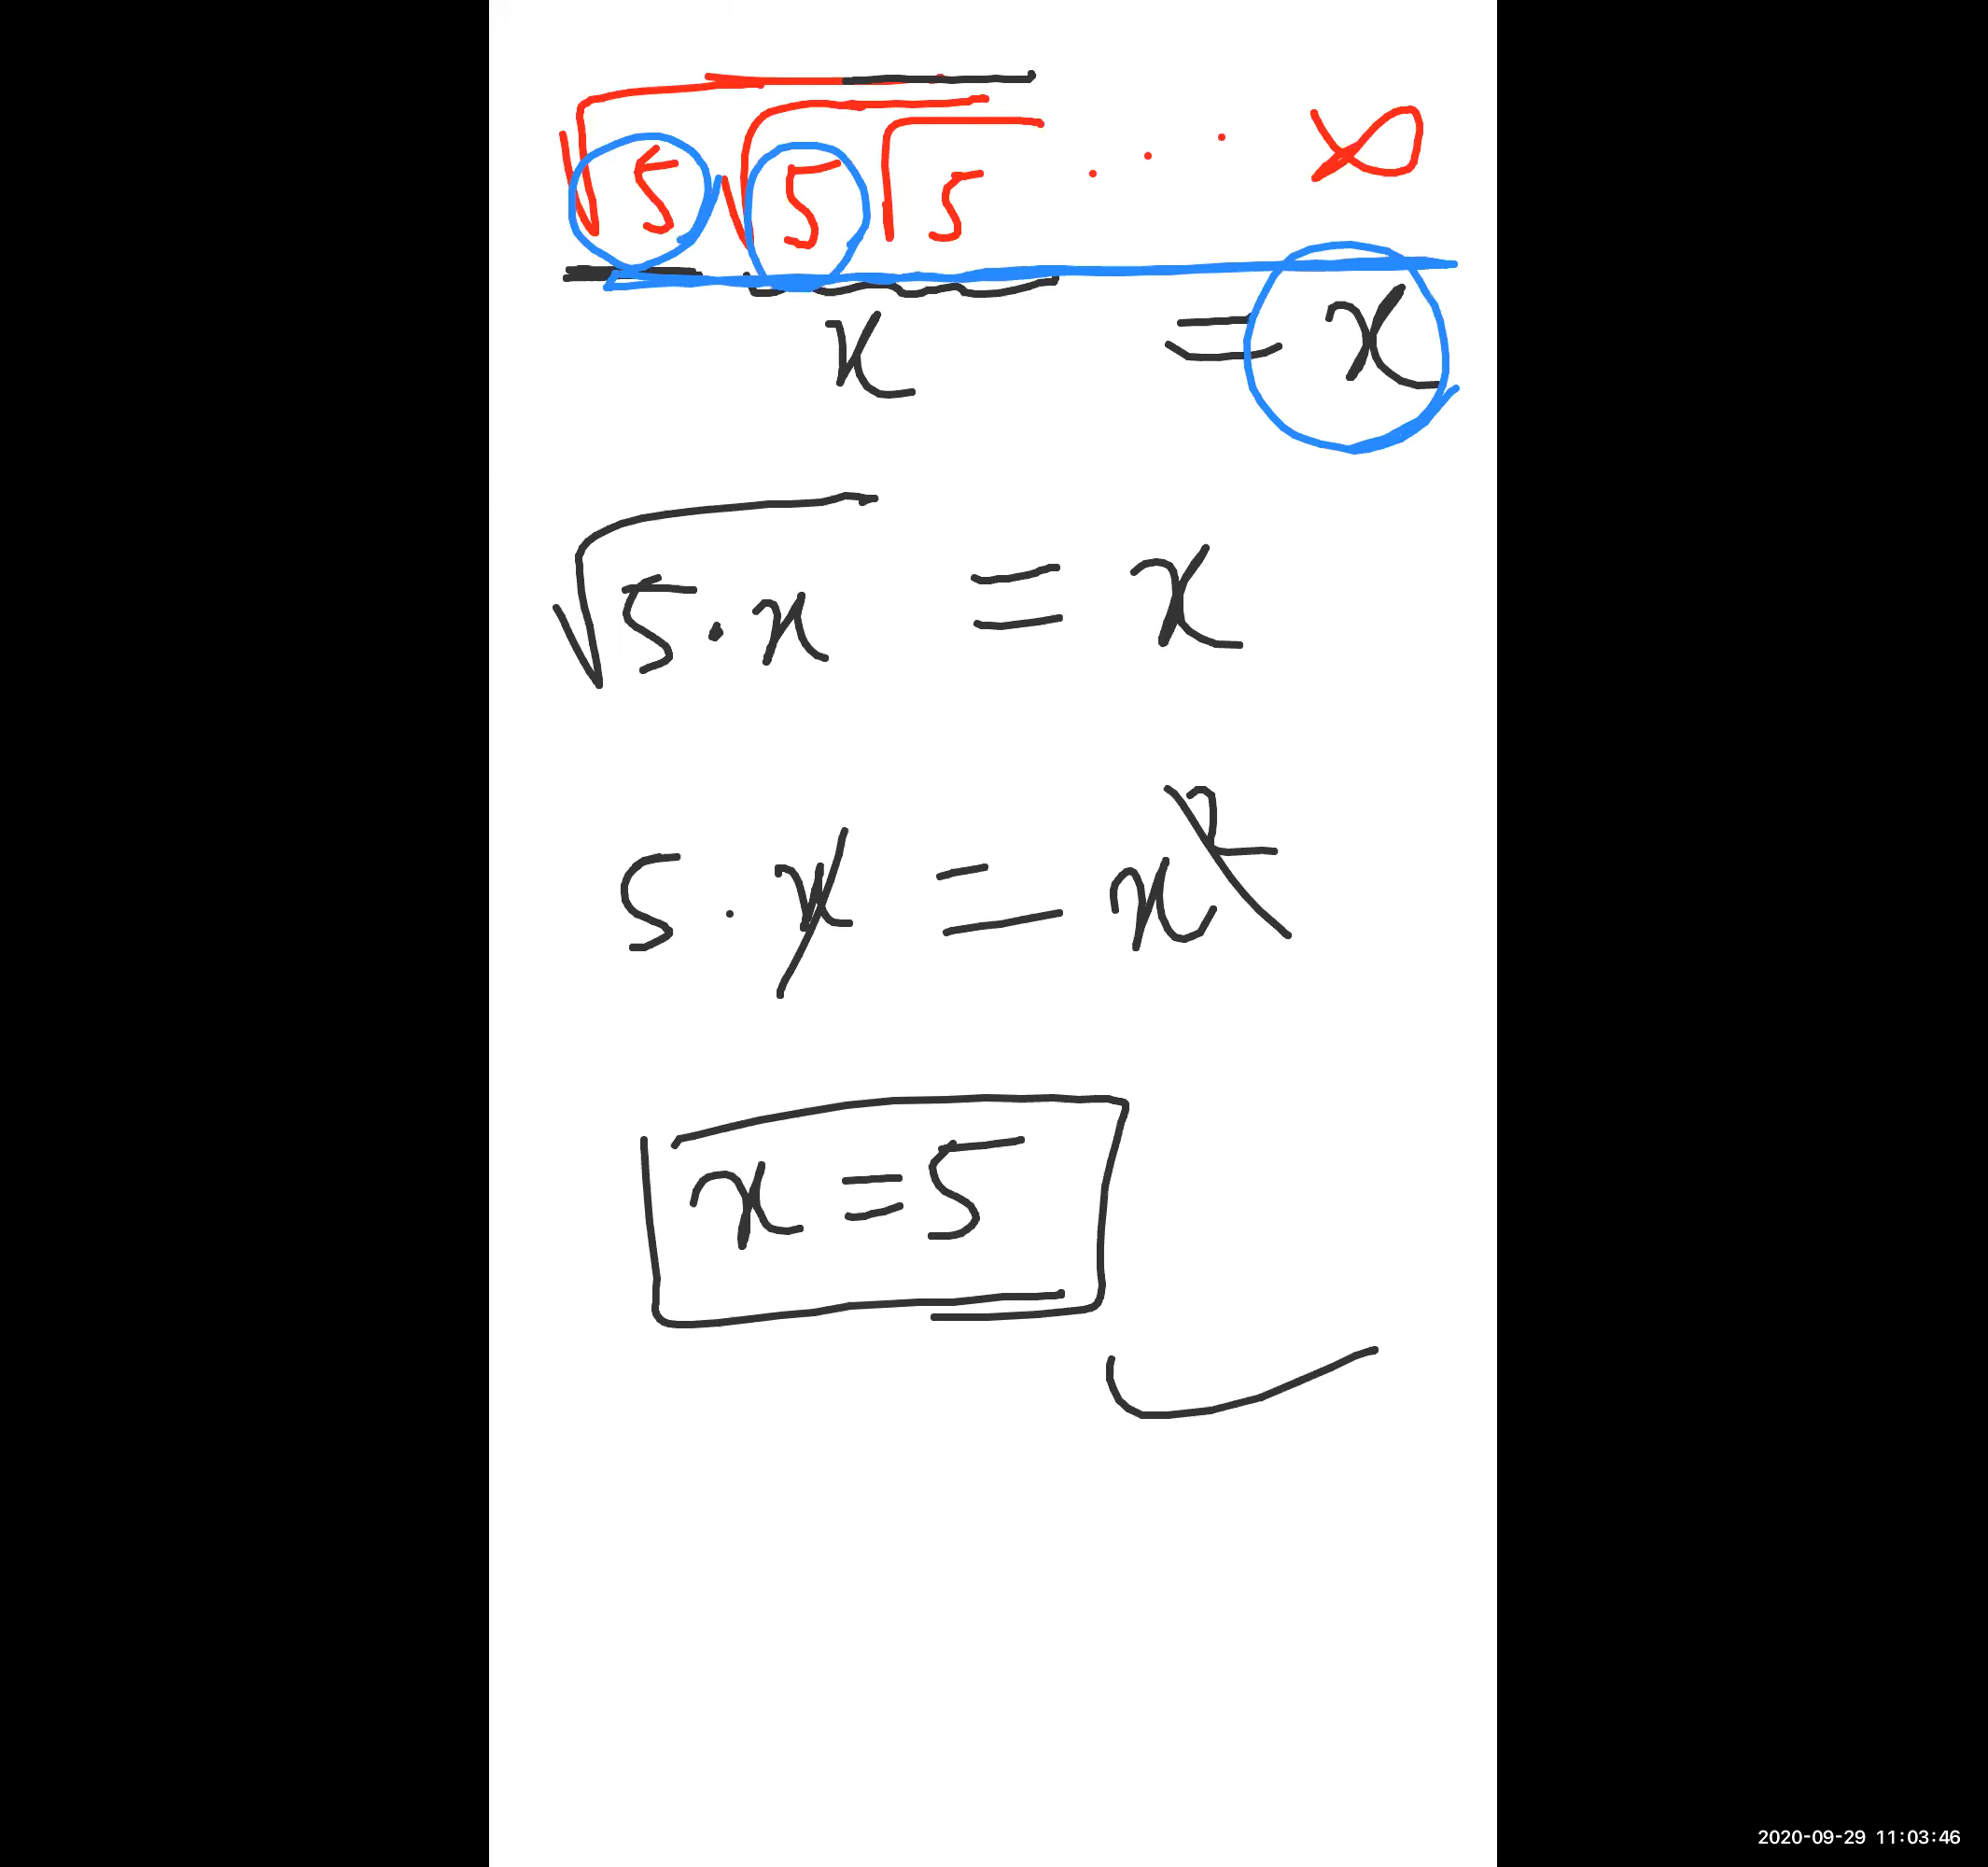 √5·√5√5 . . . ∞
x = x
√5·x = x
5·x = x²
x = 5
2020-09-29 11:03:46